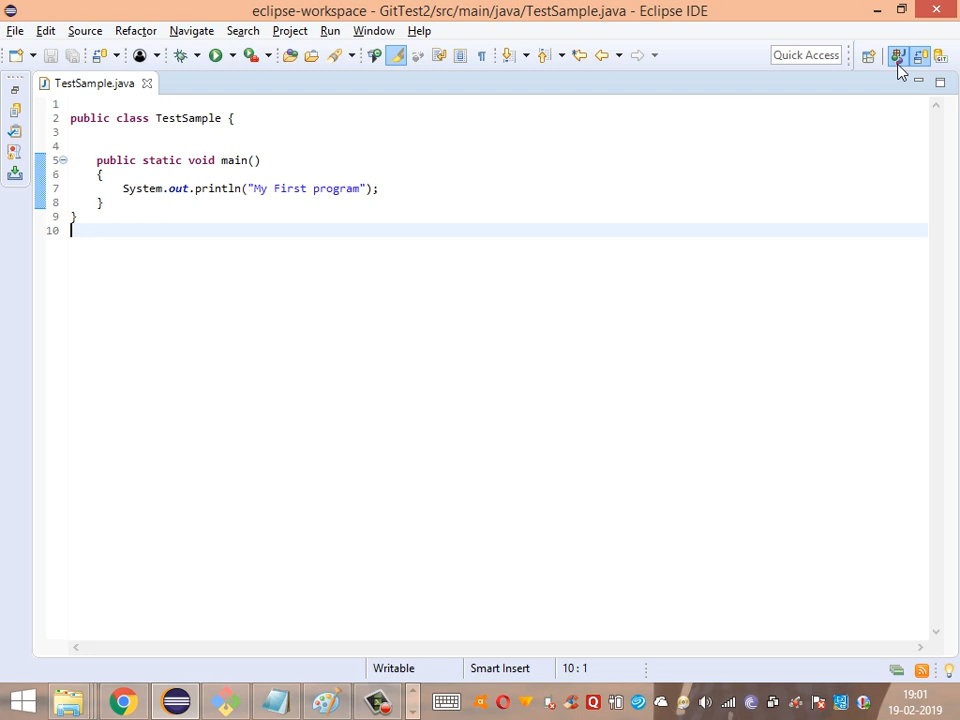 eclipse-workspace - GitTest2/src/main/java/TestSample.java - Eclipse IDE
File Edit Source Refactor Navigate Search Project Run Window Help
Quick Access
GIT
TestSample.java
1
2 public class TestSample {
3
4
5 public static void main()
6 {
7 System.out.println("My First program");
8 }
9 }
10
Writable Smart Insert 10 : 1
19:01
19-02-2019